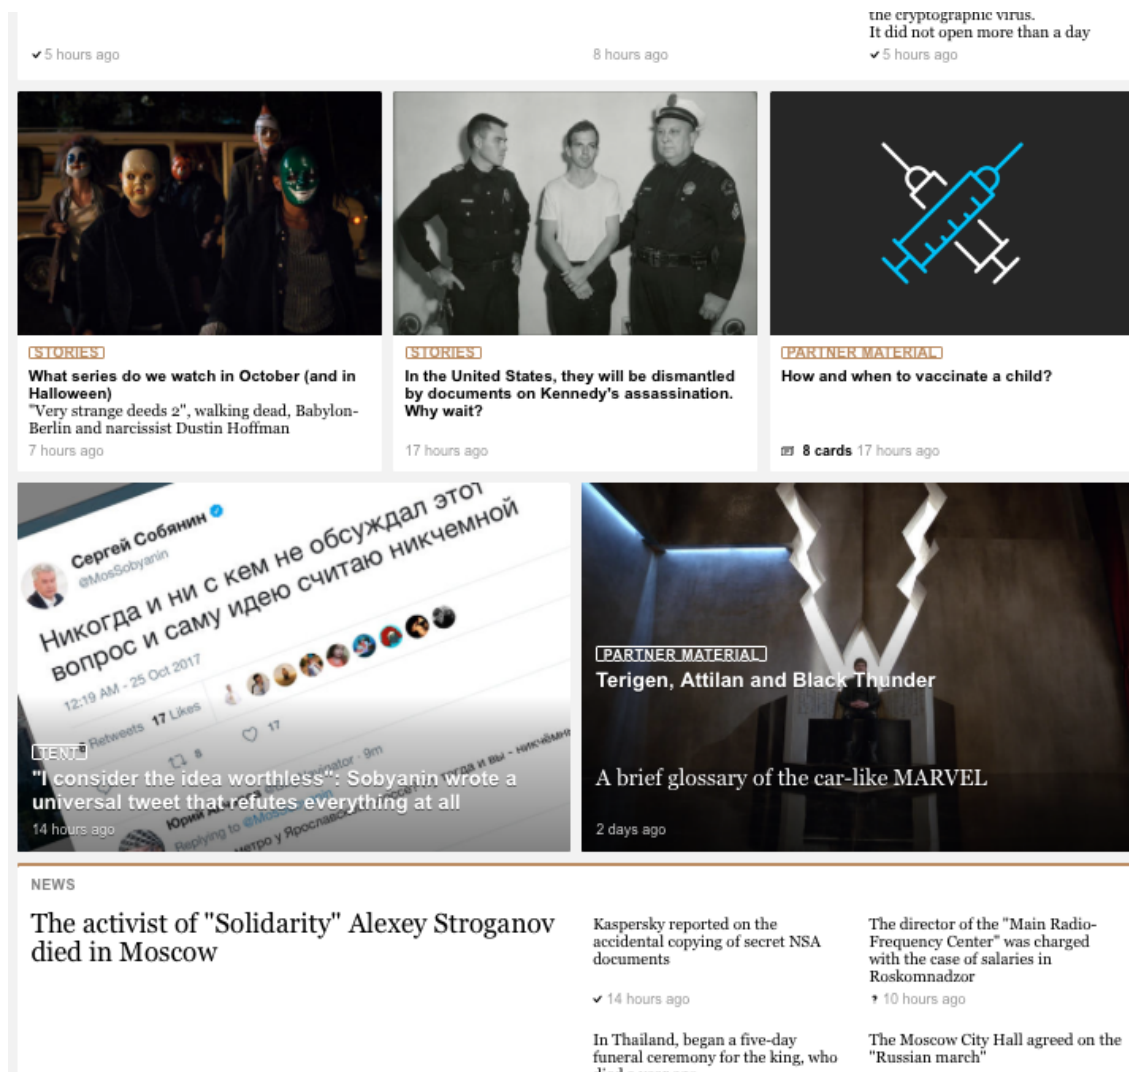 the cryptographic virus.
It did not open more than a day
5 hours ago
8 hours ago
5 hours ago
STORIES
What series do we watch in October (and in
Halloween)
"Very strange deeds 2", walking dead, Babylon-
Berlin and narcissist Dustin Hoffman
7 hours ago
STORIES
In the United States, they will be dismantled
by documents on Kennedy's assassination.
Why wait?
17 hours ago
PARTNER MATERIAL
How and when to vaccinate a child?
8 cards 17 hours ago
Сергей Собянин
@MosSobyanin
Никогда и ни с кем не обсуждал этот
вопрос и саму идею считаю никчемной
12:19 AM - 25 Oct 2017
Retweets 17 Likes
8
17
TENT
"I consider the idea worthless": Sobyanin wrote a
universal tweet that refutes everything at all
14 hours ago
Replying to @MosSobyanin
PARTNER MATERIAL
Terigen, Attilan and Black Thunder
A brief glossary of the car-like MARVEL
2 days ago
NEWS
The activist of "Solidarity" Alexey Stroganov
died in Moscow
Kaspersky reported on the
accidental copying of secret NSA
documents
14 hours ago
The director of the "Main Radio-
Frequency Center" was charged
with the case of salaries in
Roskomnadzor
10 hours ago
In Thailand, began a five-day
funeral ceremony for the king, who
The Moscow City Hall agreed on the
"Russian march"